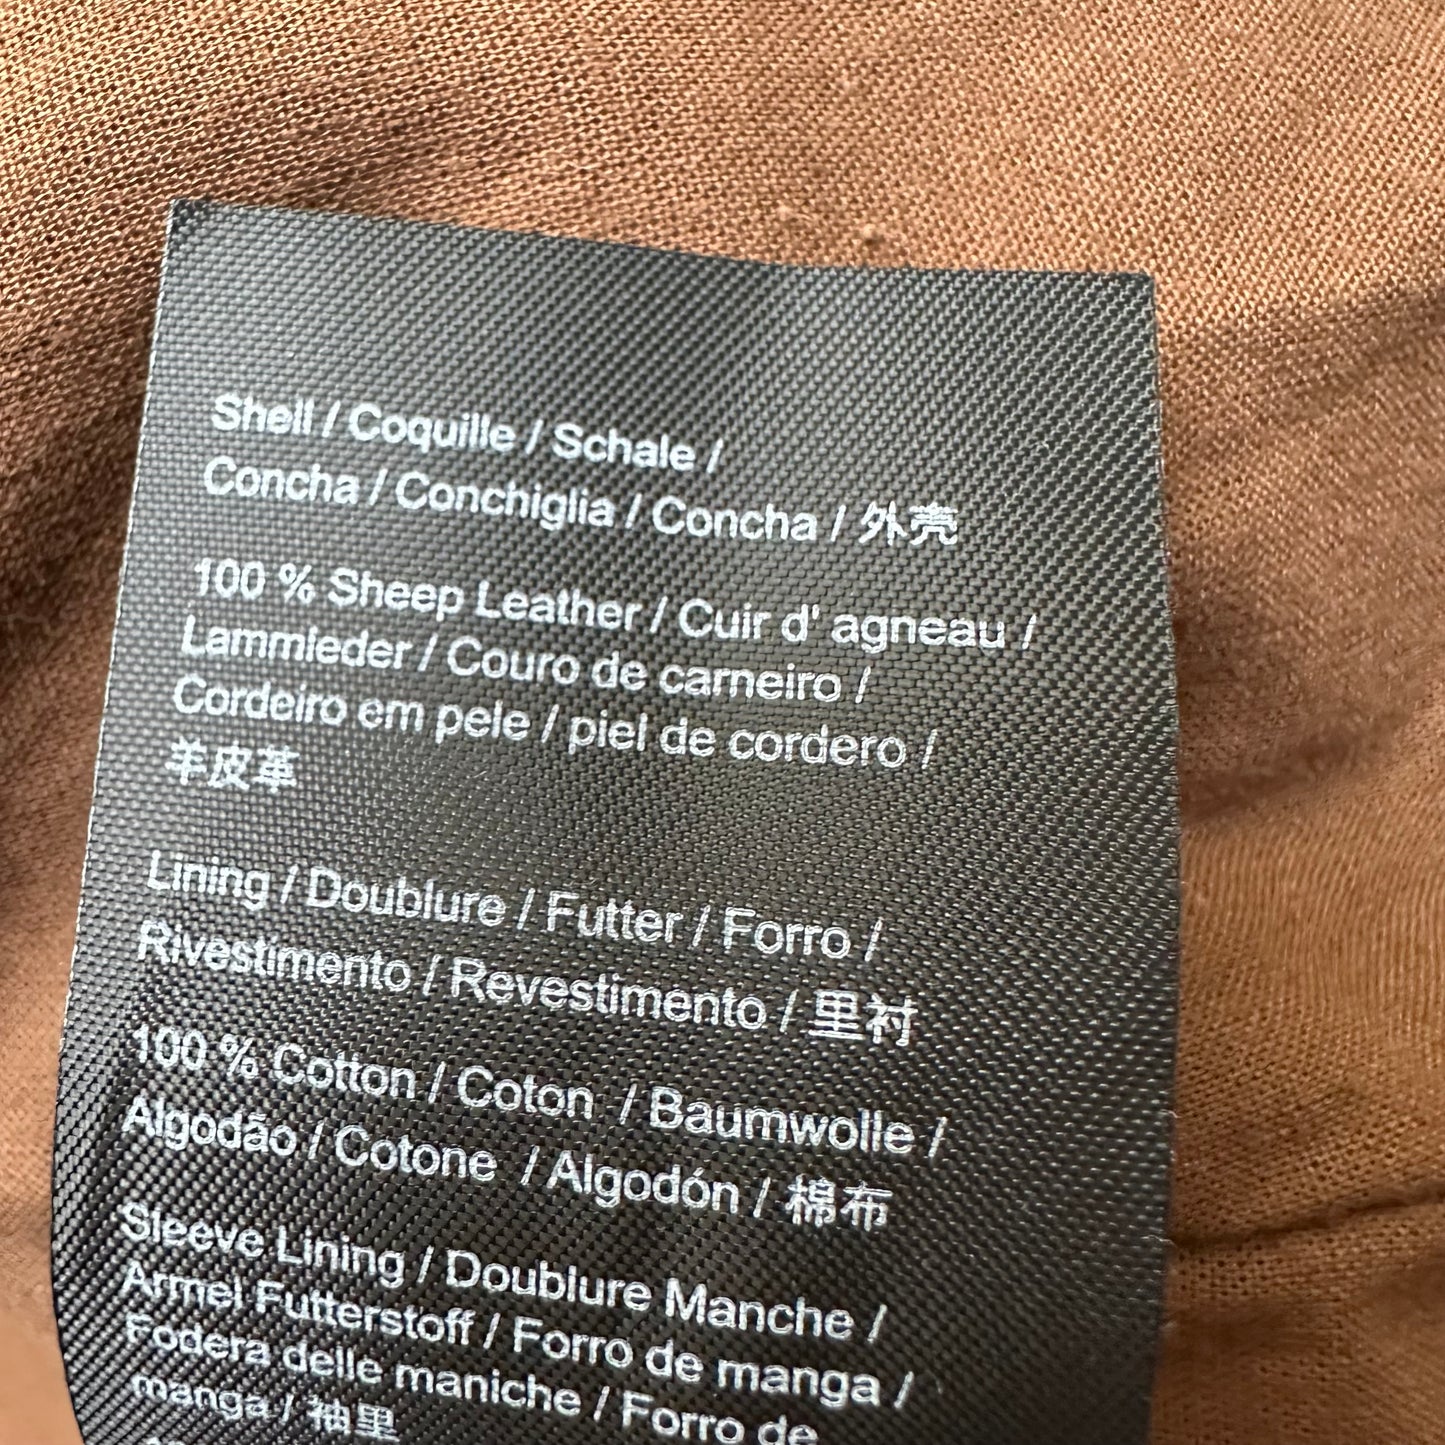 Shell / Coquille / Schale /
Concha / Conchiglia / Concha / 外壳
100 % Sheep Leather / Cuir d' agneau /
Lammleder / Couro de carneiro /
Cordeiro em pele / piel de cordero /
羊皮革
Lining / Doublure / Futter / Forro /
Rivestimento / Revestimento / 里衬
100 % Cotton / Coton / Baumwolle /
Algodão / Cotone / Algodón / 棉布
Sleeve Lining / Doublure Manche /
Armel Futterstoff / Forro de manga /
Fodera delle maniche / Forro de
manga / 袖里